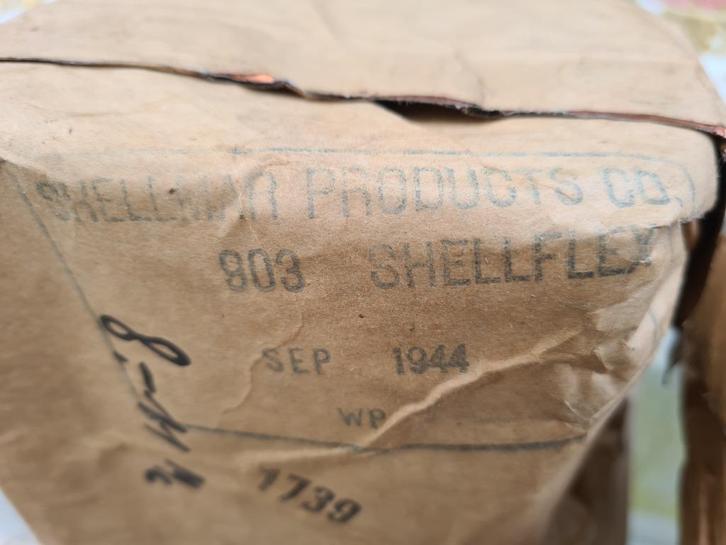 SHELLMAR PRODUCTS CO.
803 SHELLFLEX
SEP 1944
WP
1739